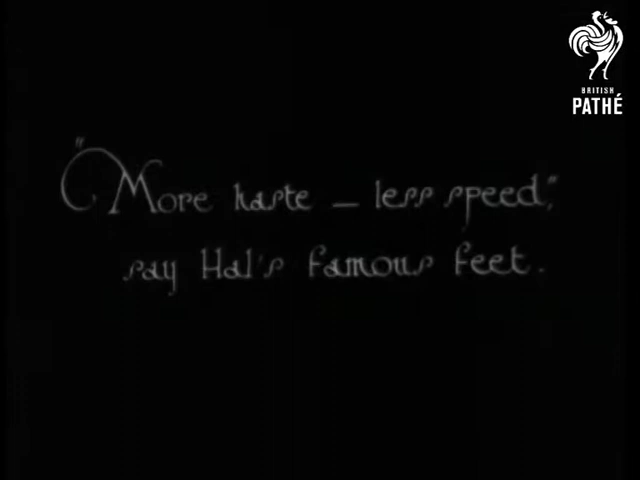 BRITISH
PATHÉ
"More haste — less speed,"
say Hal's famous feet.